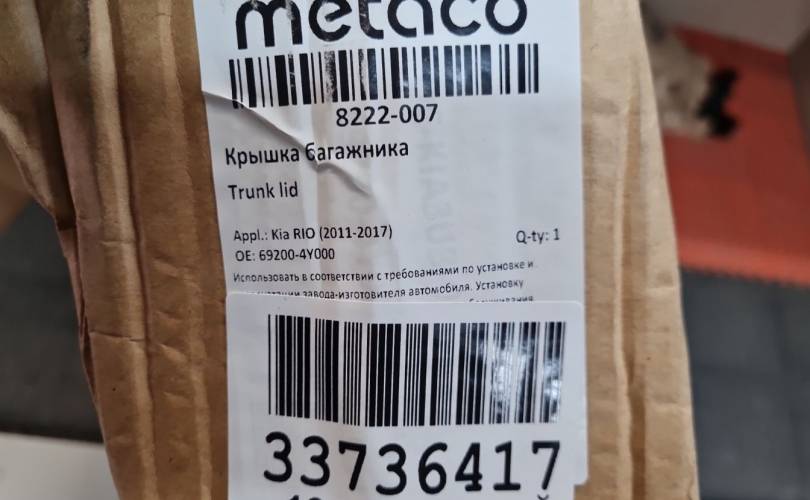 metaco
8222-007
Крышка багажника
Trunk lid
Appl.: Kia RIO (2011-2017)
Q-ty: 1
OE: 69200-4Y000
Использовать в соответствии с требованиями по установке и
завода-изготовителя автомобиля. Установку
33736417